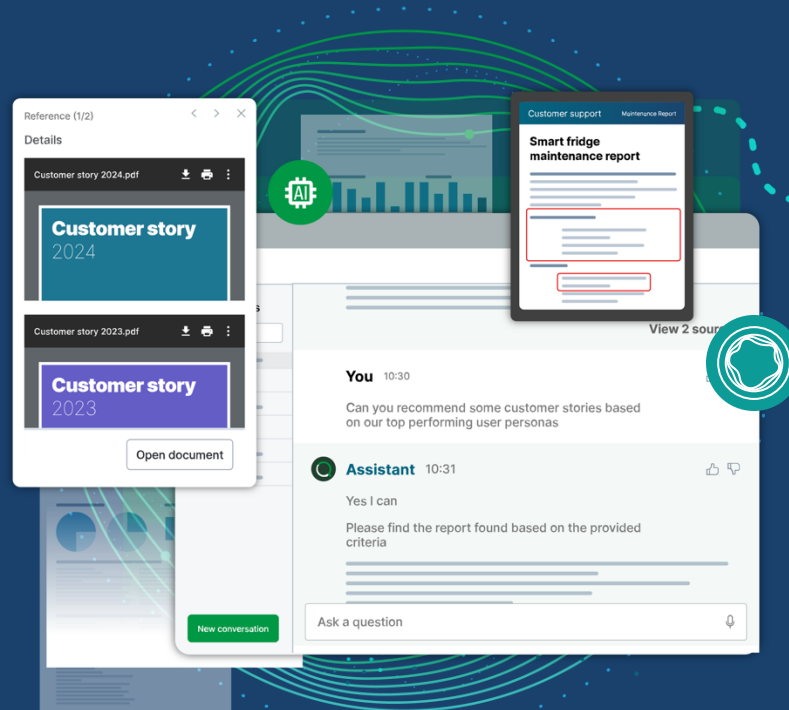 Reference (1/2)
Details
Customer story 2024.pdf
Customer story
2024
Customer story 2023.pdf
Customer story
2023
Open document
AI
Customer support Maintenance Report
Smart fridge
maintenance report
s
View 2 sour
You 10:30
Can you recommend some customer stories based
on our top performing user personas
Assistant 10:31
Yes I can
Please find the report found based on the provided
criteria
New conversation
Ask a question